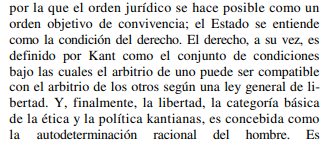 por la que el orden jurídico se hace posible como un
orden objetivo de convivencia; el Estado se entiende
como la condición del derecho. El derecho, a su vez, es
definido por Kant como el conjunto de condiciones
bajo las cuales el arbitrio de uno puede ser compatible
con el arbitrio de los otros según una ley general de li-
bertad. Y, finalmente, la libertad, la categoría básica
de la ética y la política kantianas, es concebida como
la autodeterminación racional del hombre. Es